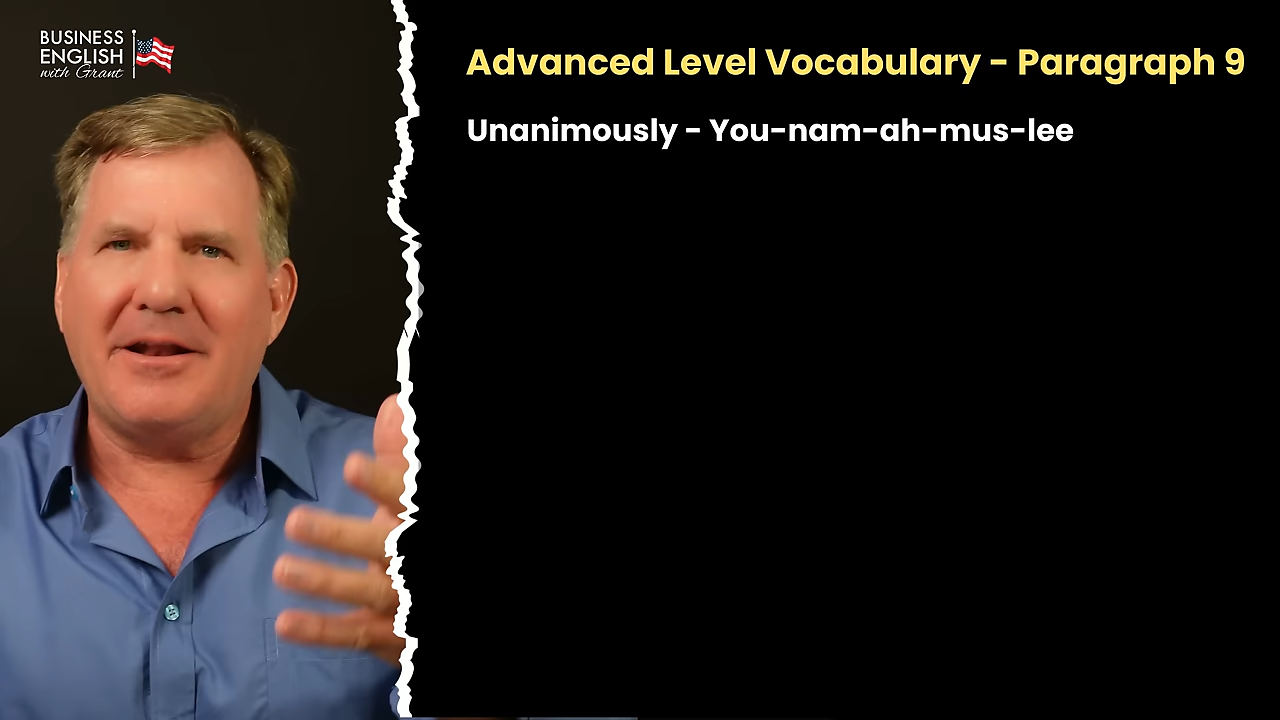 BUSINESS
ENGLISH
with Grant
Advanced Level Vocabulary - Paragraph 9
Unanimously - You-nam-ah-mus-lee